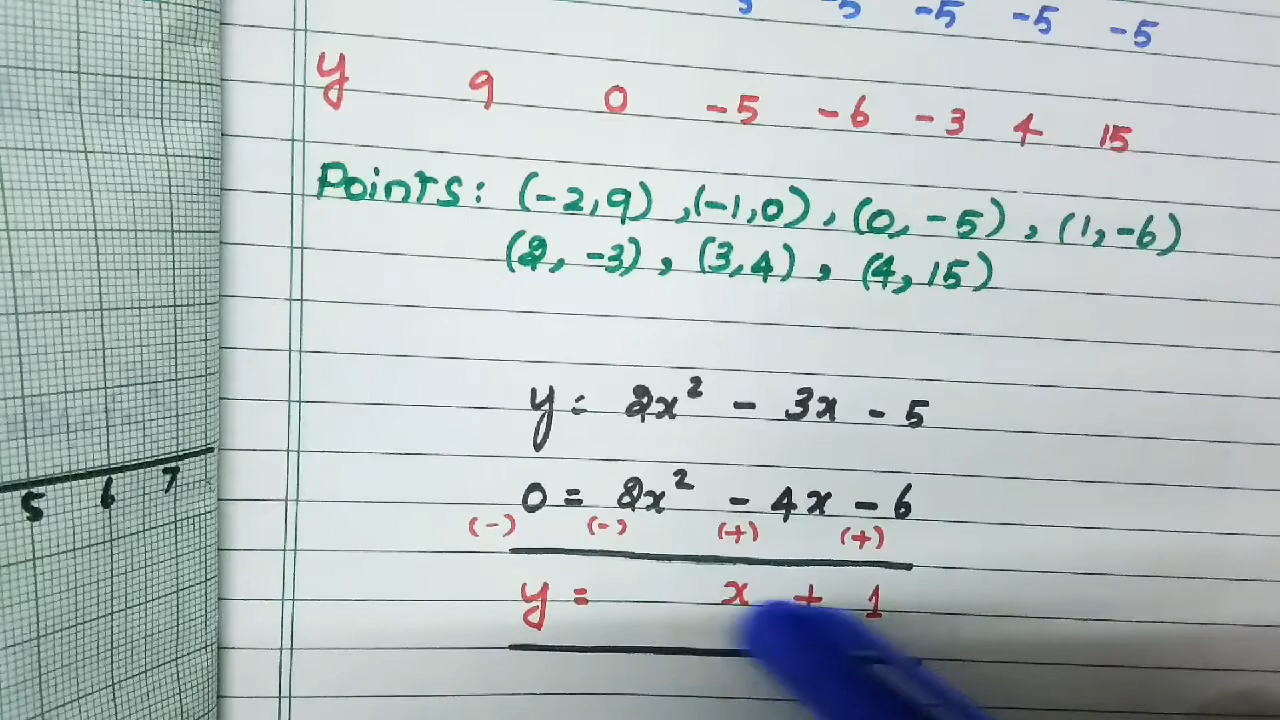 -5 -5 -5 -5
y 9 0 -5 -6 -3 4 15
Points: (-2,9) ,(-1,0), (0, -5), (1,-6)
(2, -3), (3,4), (4,15)
y = 2x² - 3x - 5
0 = 2x² - 4x - 6
(-) (-) (+) (+)
y = x + 1
5 6 7